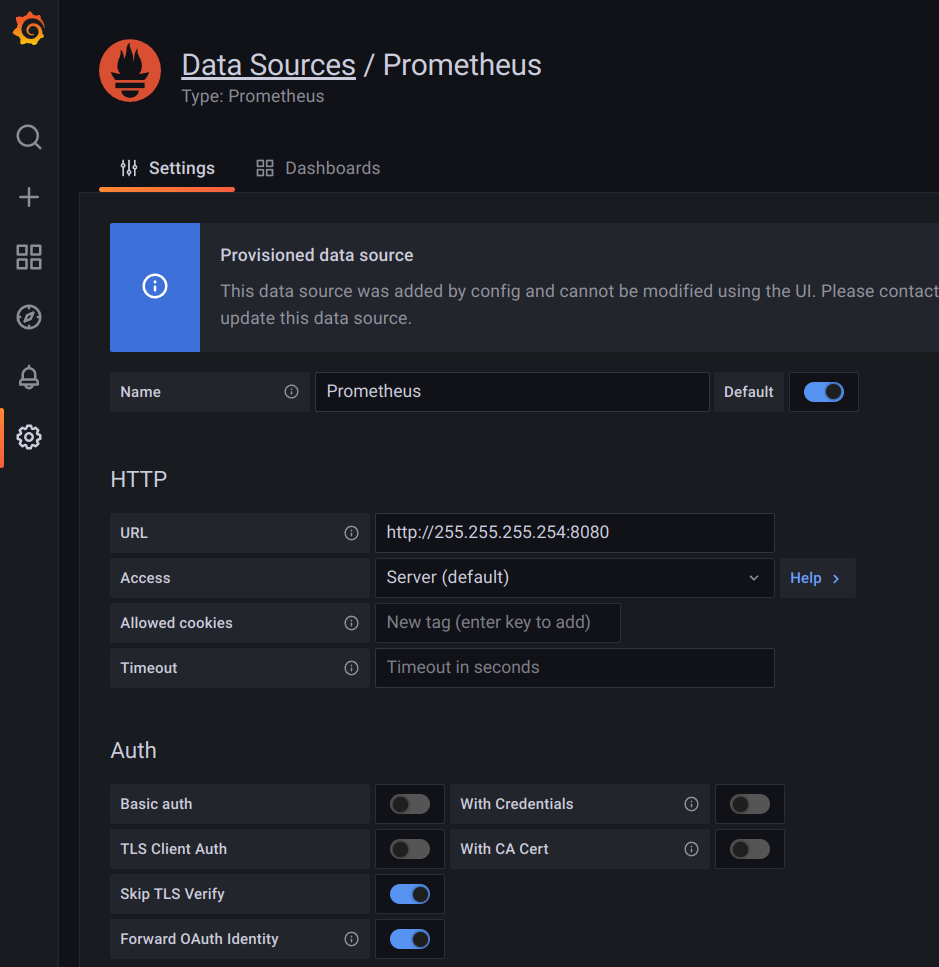 Data Sources / Prometheus
Type: Prometheus
Settings Dashboards
Provisioned data source
This data source was added by config and cannot be modified using the UI. Please contact
update this data source.
Name Prometheus Default
HTTP
URL http://255.255.255.254:8080
Access Server (default) Help
Allowed cookies New tag (enter key to add)
Timeout Timeout in seconds
Auth
Basic auth With Credentials
TLS Client Auth With CA Cert
Skip TLS Verify
Forward OAuth Identity